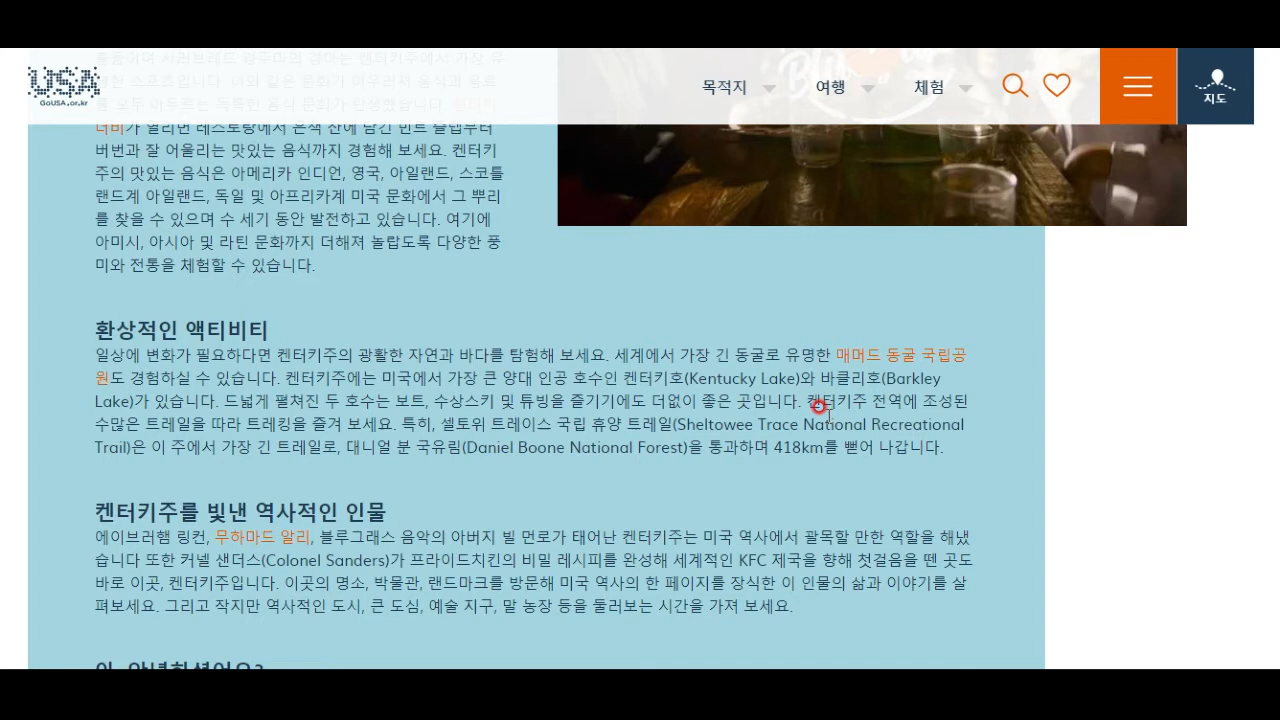 USA
GoUSA.or.kr
목적지
여행
체험
지도
더비가 열리면 레스토랑에서 은색 잔에 담긴 민트 줄렙부터
버번과 잘 어울리는 맛있는 음식까지 경험해 보세요. 켄터키
주의 맛있는 음식은 아메리카 인디언, 영국, 아일랜드, 스코틀
랜드계 아일랜드, 독일 및 아프리카계 미국 문화에서 그 뿌리
를 찾을 수 있으며 수 세기 동안 발전하고 있습니다. 여기에
아미시, 아시아 및 라틴 문화까지 더해져 놀랍도록 다양한 풍
미와 전통을 체험할 수 있습니다.
환상적인 액티비티
일상에 변화가 필요하다면 켄터키주의 광활한 자연과 바다를 탐험해 보세요. 세계에서 가장 긴 동굴로 유명한 매머드 동굴 국립공
원도 경험하실 수 있습니다. 켄터키주에는 미국에서 가장 큰 양대 인공 호수인 켄터키호(Kentucky Lake)와 바클리호(Barkley
Lake)가 있습니다. 드넓게 펼쳐진 두 호수는 보트, 수상스키 및 튜빙을 즐기기에도 더없이 좋은 곳입니다. 켄터키주 전역에 조성된
수많은 트레일을 따라 트레킹을 즐겨 보세요. 특히, 셸토위 트레이스 국립 휴양 트레일(Sheltowee Trace National Recreational
Trail)은 이 주에서 가장 긴 트레일로, 대니얼 분 국유림(Daniel Boone National Forest)을 통과하며 418km를 뻗어 나갑니다.
켄터키주를 빛낸 역사적인 인물
에이브러햄 링컨, 무하마드 알리, 블루그래스 음악의 아버지 빌 먼로가 태어난 켄터키주는 미국 역사에서 괄목할 만한 역할을 해냈
습니다 또한 커넬 샌더스(Colonel Sanders)가 프라이드치킨의 비밀 레시피를 완성해 세계적인 KFC 제국을 향해 첫걸음을 뗀 곳도
바로 이곳, 켄터키주입니다. 이곳의 명소, 박물관, 랜드마크를 방문해 미국 역사의 한 페이지를 장식한 이 인물의 삶과 이야기를 살
펴보세요. 그리고 작지만 역사적인 도시, 큰 도심, 예술 지구, 말 농장 등을 둘러보는 시간을 가져 보세요.